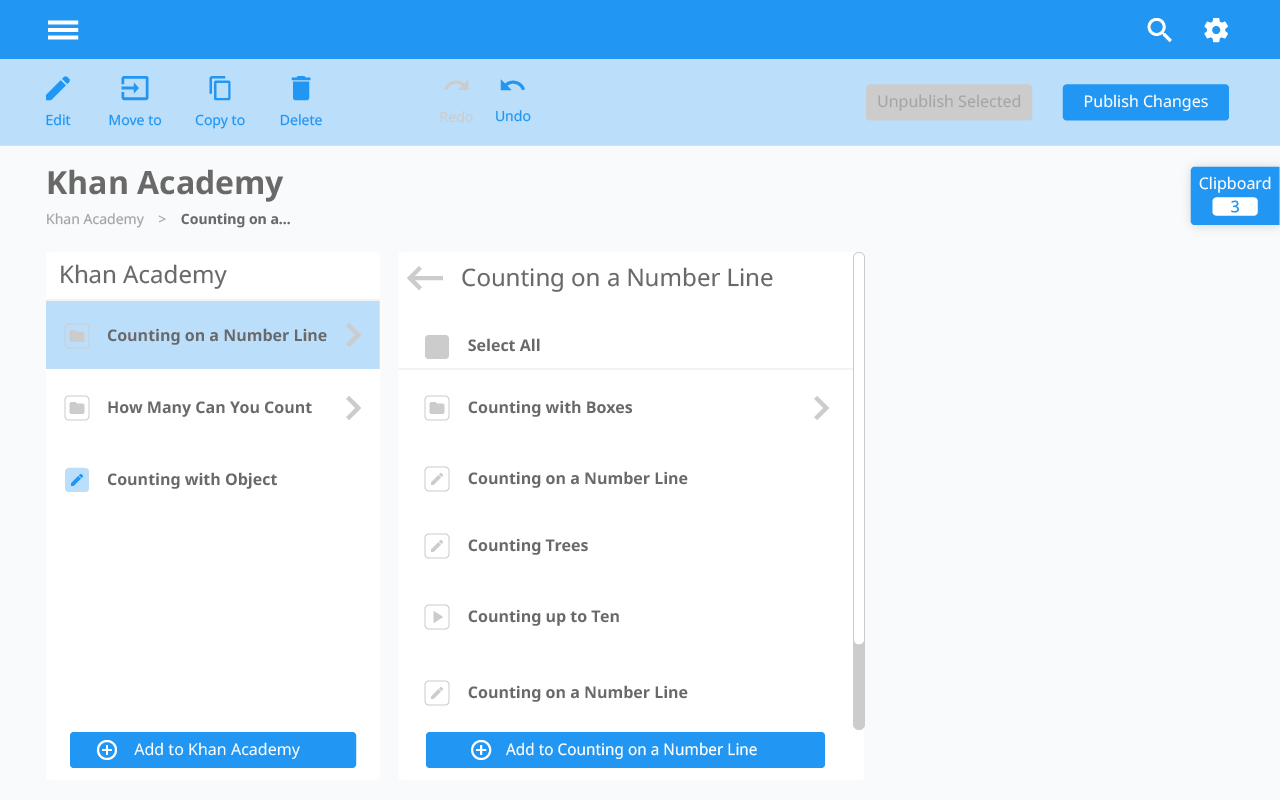 Edit
Move to
Copy to
Delete
Redo
Undo
Unpublish Selected
Publish Changes
Khan Academy
Khan Academy > Counting on a...
Clipboard
3
Khan Academy
Counting on a Number Line
How Many Can You Count
Counting with Object
Add to Khan Academy
Counting on a Number Line
Select All
Counting with Boxes
Counting on a Number Line
Counting Trees
Counting up to Ten
Counting on a Number Line
Add to Counting on a Number Line